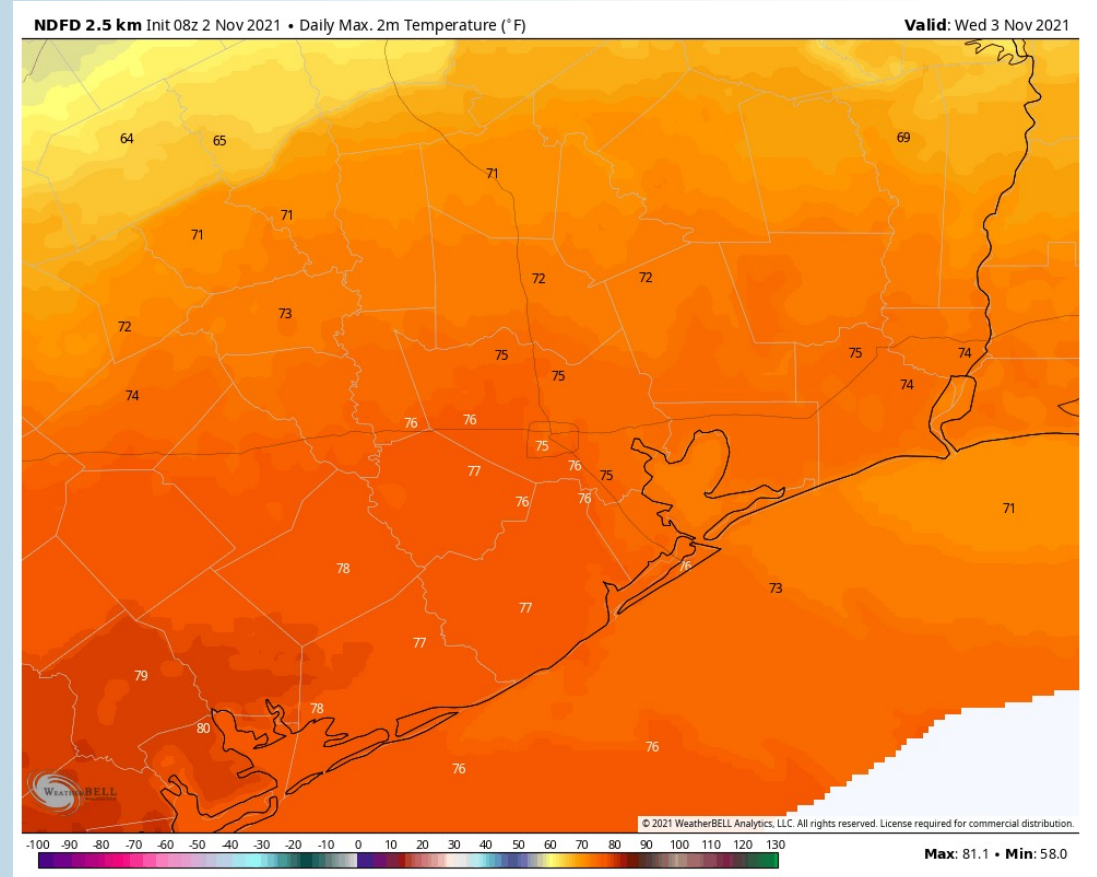 NDFD 2.5 km Init 08z 2 Nov 2021 • Daily Max. 2m Temperature (°F)
Valid: Wed 3 Nov 2021
64 65 69
71
71
71
72 72
73
72
75 75 74
75
74 74
76 76
75
77 76 75
76 76
71
78
76
73
77
77
79
78
80
76
76
WEATHERBELL
© 2021 WeatherBELL Analytics, LLC. All rights reserved. License required for commercial distribution.
-100 -90 -80 -70 -60 -50 -40 -30 -20 -10 0 10 20 30 40 50 60 70 80 90 100 110 120 130
Max: 81.1 • Min: 58.0